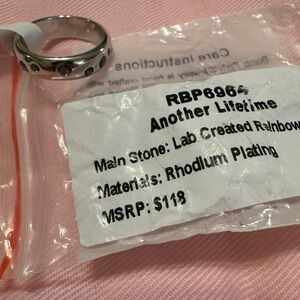 Care Instructions
RBP6964
Another Lifetime
Main Stone: Lab Created Rainbow
Materials: Rhodium Plating
MSRP: $118